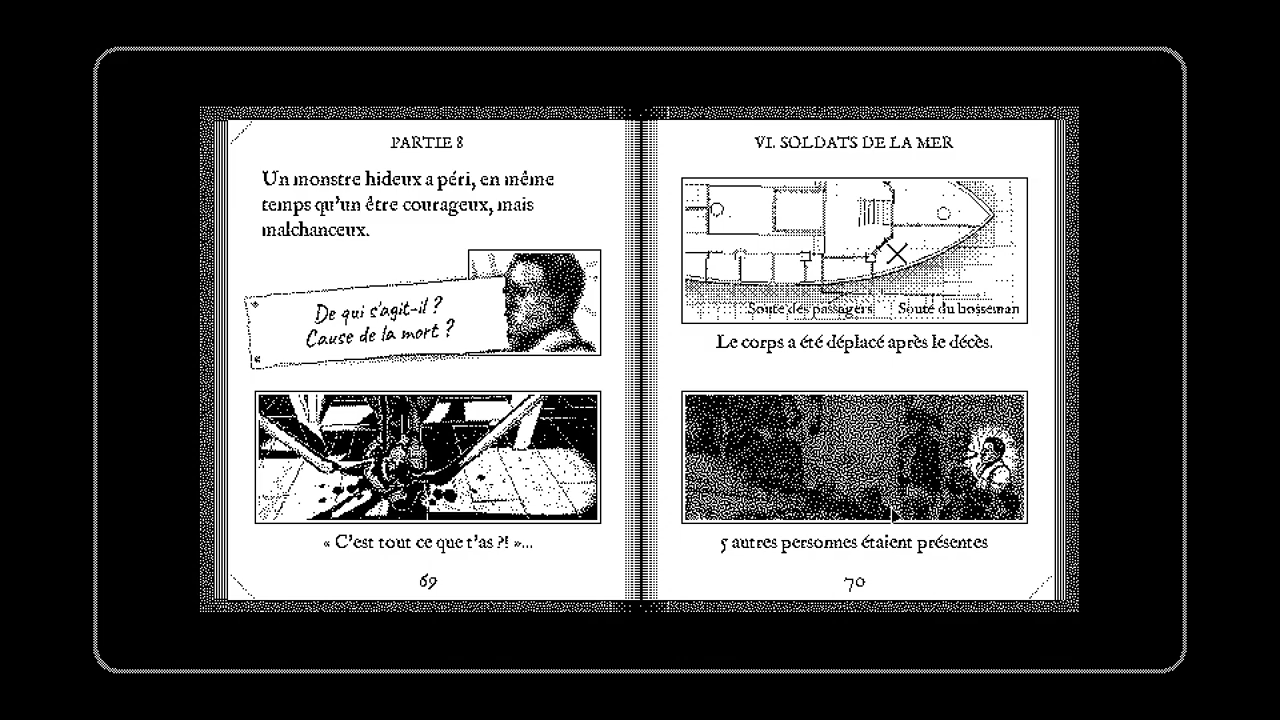 PARTIE 8
Un monstre hideux a péri, en même
temps qu'un être courageux, mais
malchanceux.
De qui s'agit-il ?
Cause de la mort ?
« C'est tout ce que t'as ?! »...
69
VI. SOLDATS DE LA MER
Soute des passagers
Soute du bosseman
Le corps a été déplacé après le décès.
5 autres personnes étaient présentes
70